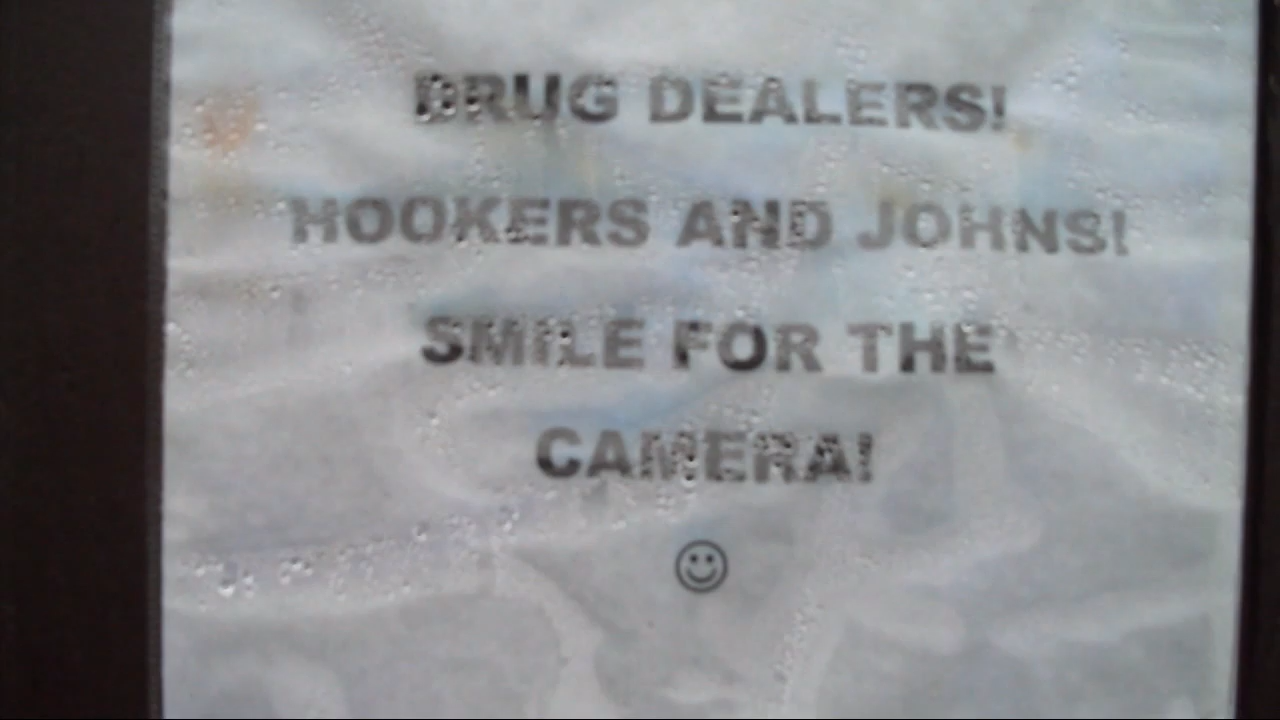 DRUG DEALERS!
HOOKERS AND JOHNS!
SMILE FOR THE
CAMERA!
☺